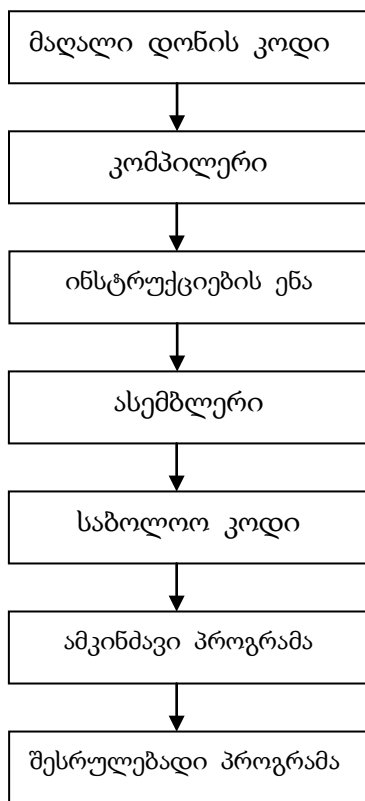 მაღალი დონის კოდი
კომპილერი
ინსტრუქციების ენა
ასემბლერი
საბოლოო კოდი
ამკინძავი პროგრამა
შესრულებადი პროგრამა